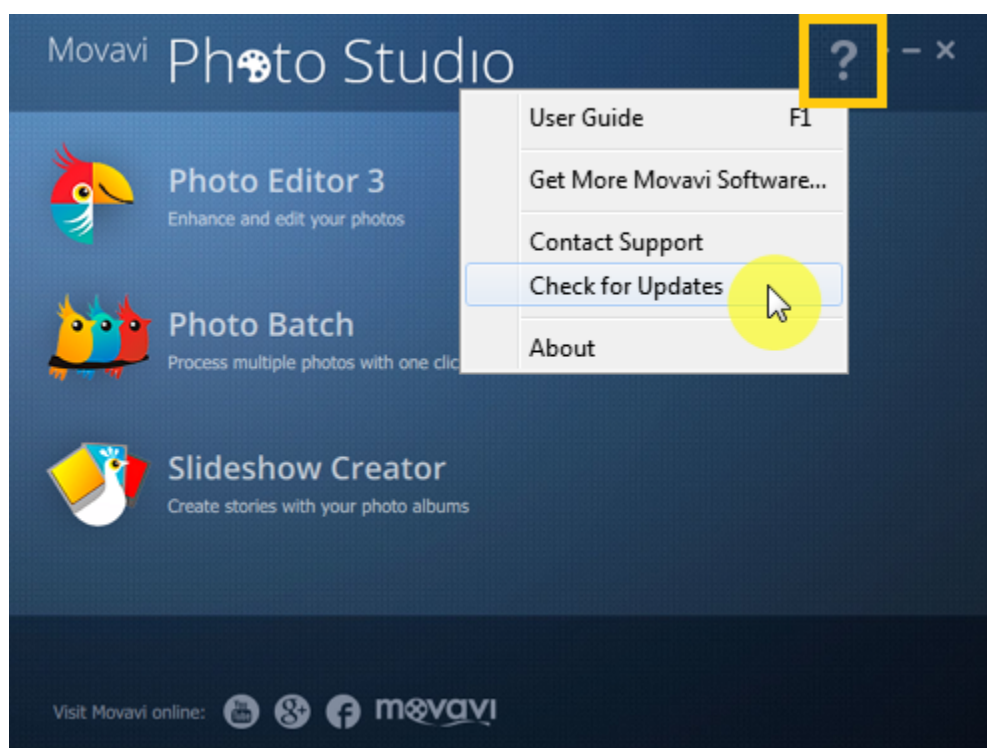 Movavi Photo Studio
?
User Guide F1
Get More Movavi Software...
Contact Support
Check for Updates
About
Photo Editor 3
Enhance and edit your photos
Photo Batch
Process multiple photos with one clic
Slideshow Creator
Create stories with your photo albums
Visit Movavi online: You Tube g+ f movavi